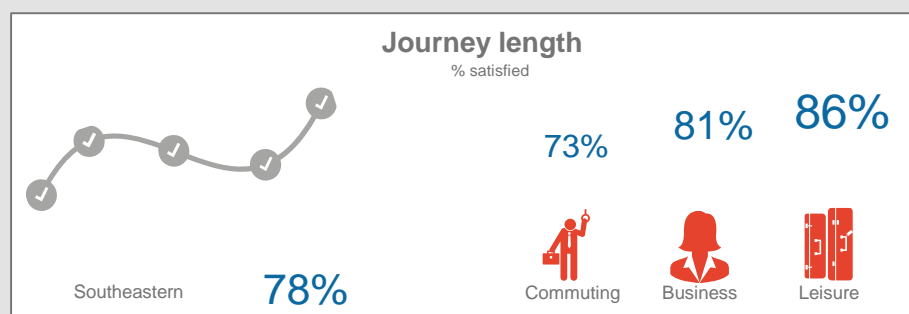 Journey length
% satisfied
73%
81%
86%
Southeastern
78%
Commuting
Business
Leisure